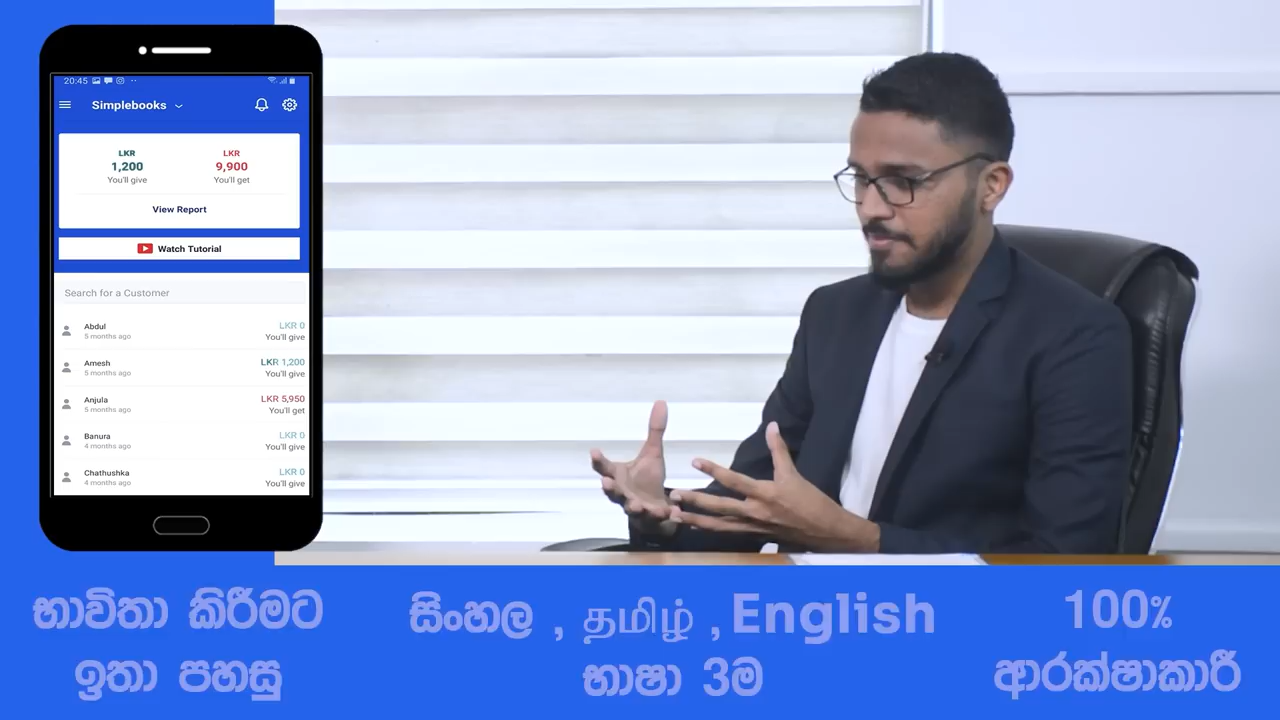 20:45
Simplebooks
LKR LKR
1,200 9,900
You'll give You'll get
View Report
Watch Tutorial
Search for a Customer
Abdul LKR 0
5 months ago You'll give
Amesh LKR 1,200
5 months ago You'll give
Anjula LKR 5,950
5 months ago You'll get
Banura LKR 0
4 months ago You'll give
Chathushka LKR 0
4 months ago You'll give
භාවිතා කිරීමට
ඉතා පහසු
සිංහල , தமிழ் , English
භාෂා 3ම
100%
ආරක්ෂාකාරී